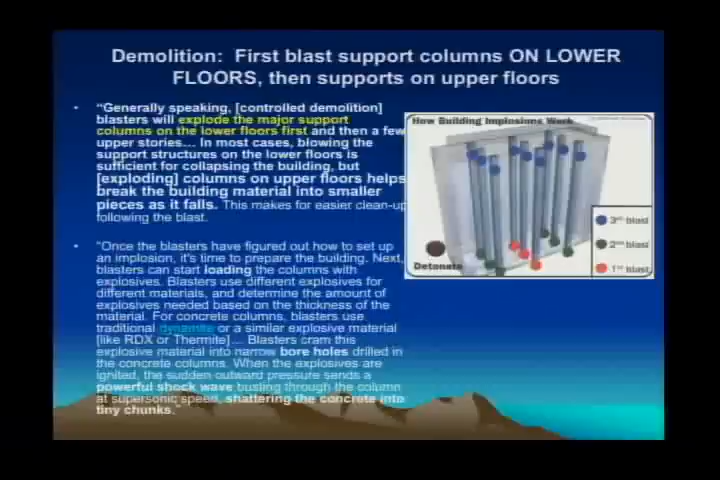 Demolition: First blast support columns ON LOWER
FLOORS, then supports on upper floors
• "Generally speaking, [controlled demolition]
blasters will explode the major support
columns on the lower floors first and then a few
upper stories... In most cases, blowing the
support structures on the lower floors is
sufficient for collapsing the building, but
[exploding] columns on upper floors helps
break the building material into smaller
pieces as it falls. This makes for easier clean-up
following the blast.
• "Once the blasters have figured out how to set up
an implosion, it's time to prepare the building. Next,
blasters can start loading the columns with
explosives. Blasters use different explosives for
different materials, and determine the amount of
explosives needed based on the thickness of the
material. For concrete columns, blasters use
traditional dynamite or a similar explosive material
[like RDX or Thermite]... Blasters cram this
explosive material into narrow bore holes drilled in
the concrete columns. When the explosives are
ignited, the sudden outward pressure sends a
powerful shock wave busting through the column
at supersonic speed, shattering the concrete into
tiny chunks."
How Building Implosions Work
3rd blast
2nd blast
1st blast
Detonate